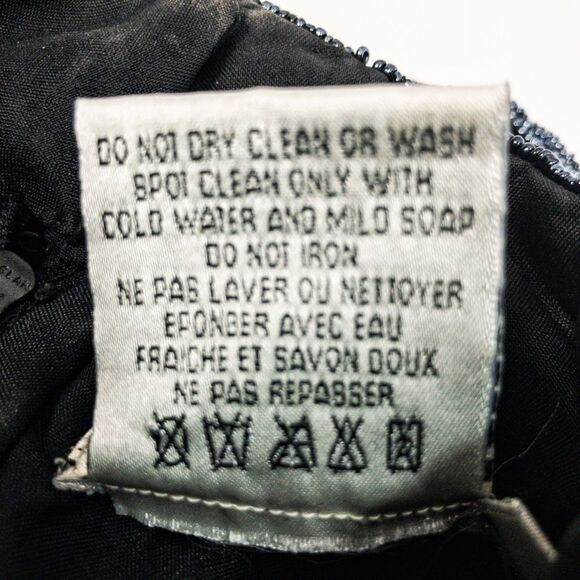 DO NOT DRY CLEAN OR WASH
SPOT CLEAN ONLY WITH
COLD WATER AND MILD SOAP
DO NOT IRON
NE PAS LAVER OU NETTOYER
EPONGER AVEC EAU
FRAICHE ET SAVON DOUX
NE PAS REPASSER